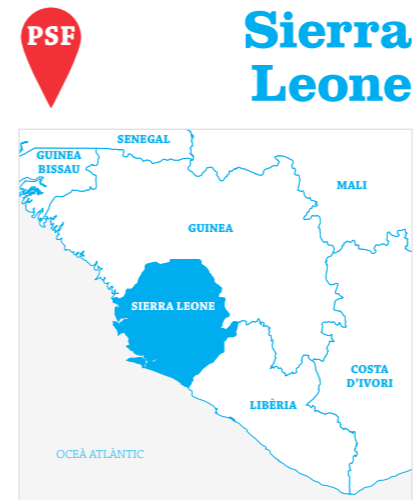 PSF
Sierra
Leone
SENEGAL
GUINEA
BISSAU
MALI
GUINEA
SIERRA LEONE
COSTA
D'IVORI
LIBÈRIA
OCEÀ ATLÀNTIC